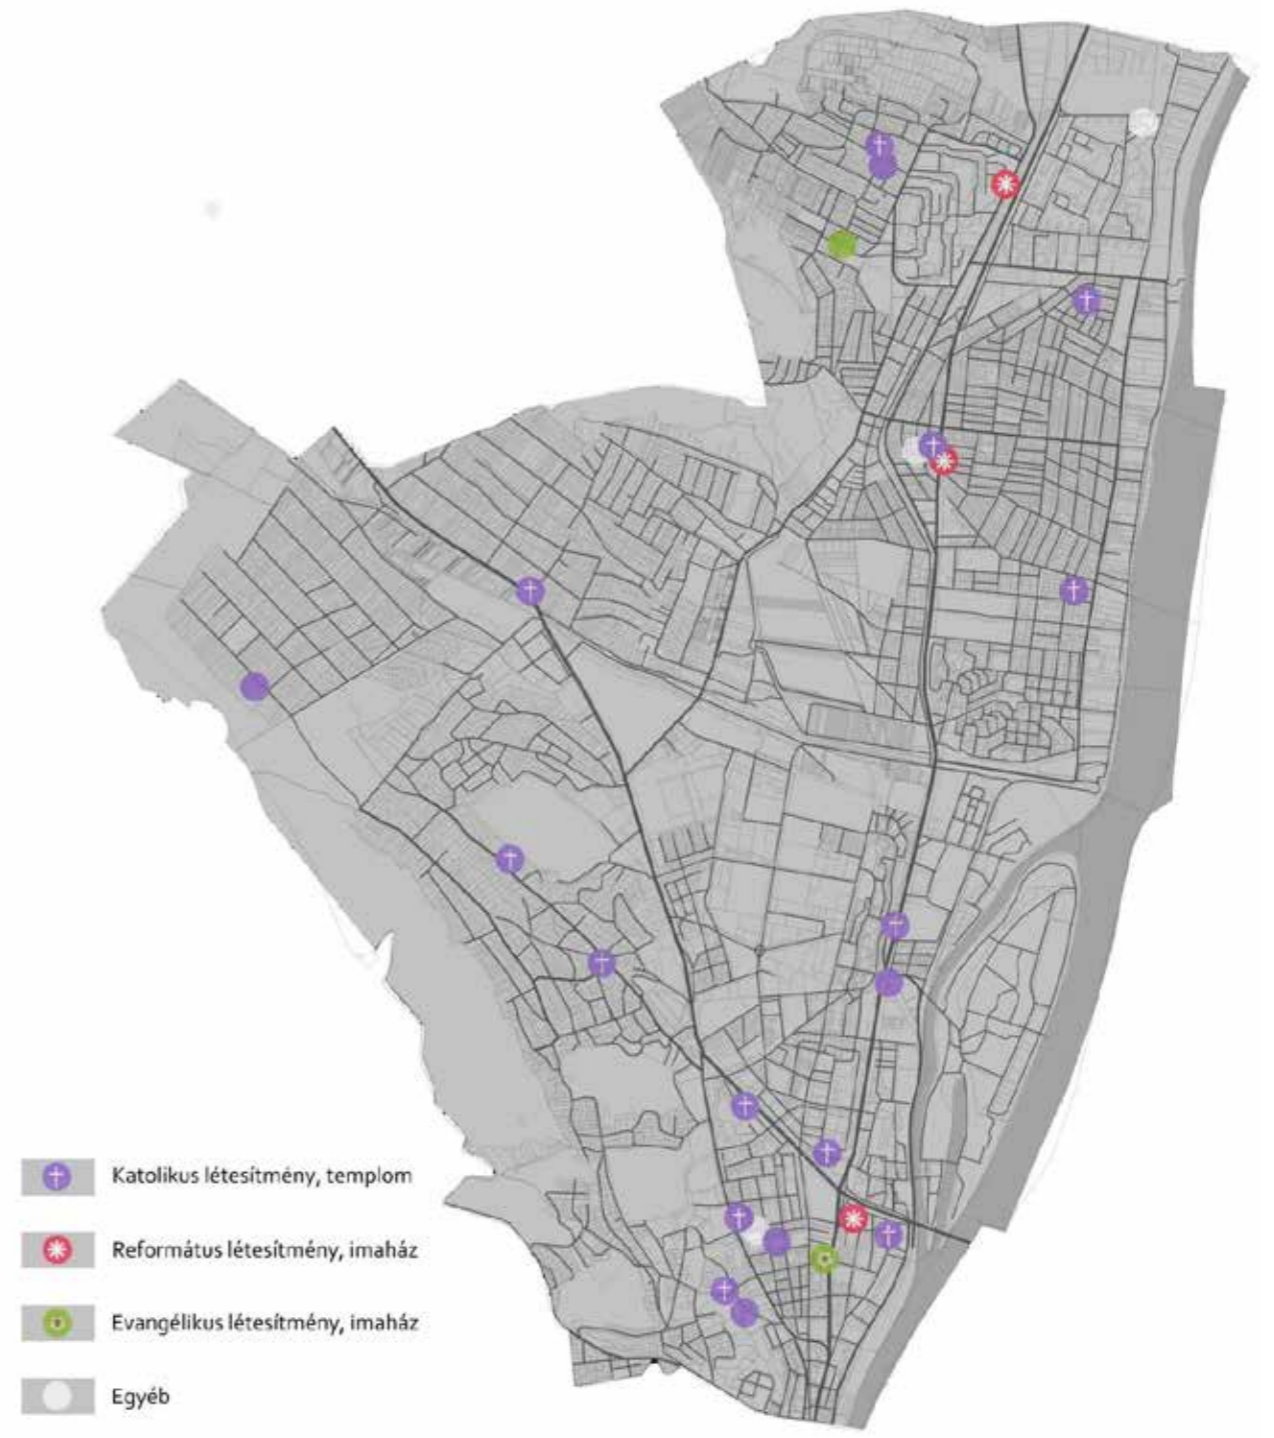 Katolikus létesítmény, templom
Református létesítmény, imaház
Evangélikus létesítmény, imaház
Egyéb